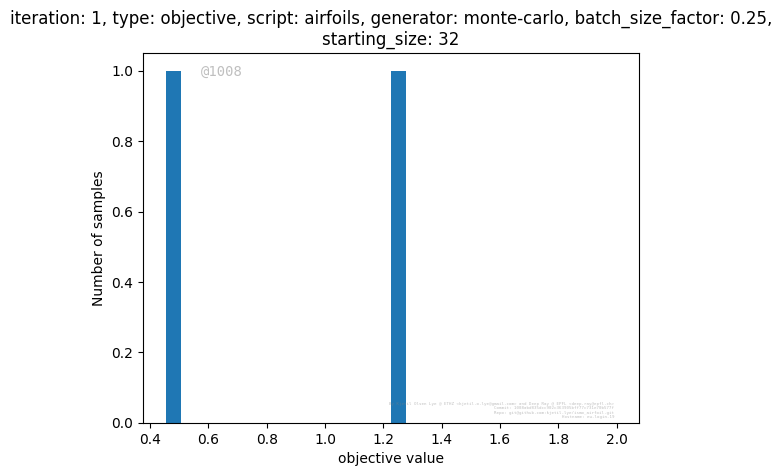 iteration: 1, type: objective, script: airfoils, generator: monte-carlo, batch_size_factor: 0.25,
starting_size: 32
@1008
1.0
0.8
0.6
0.4
0.2
0.0
Number of samples
0.4 0.6 0.8 1.0 1.2 1.4 1.6 1.8 2.0
objective value